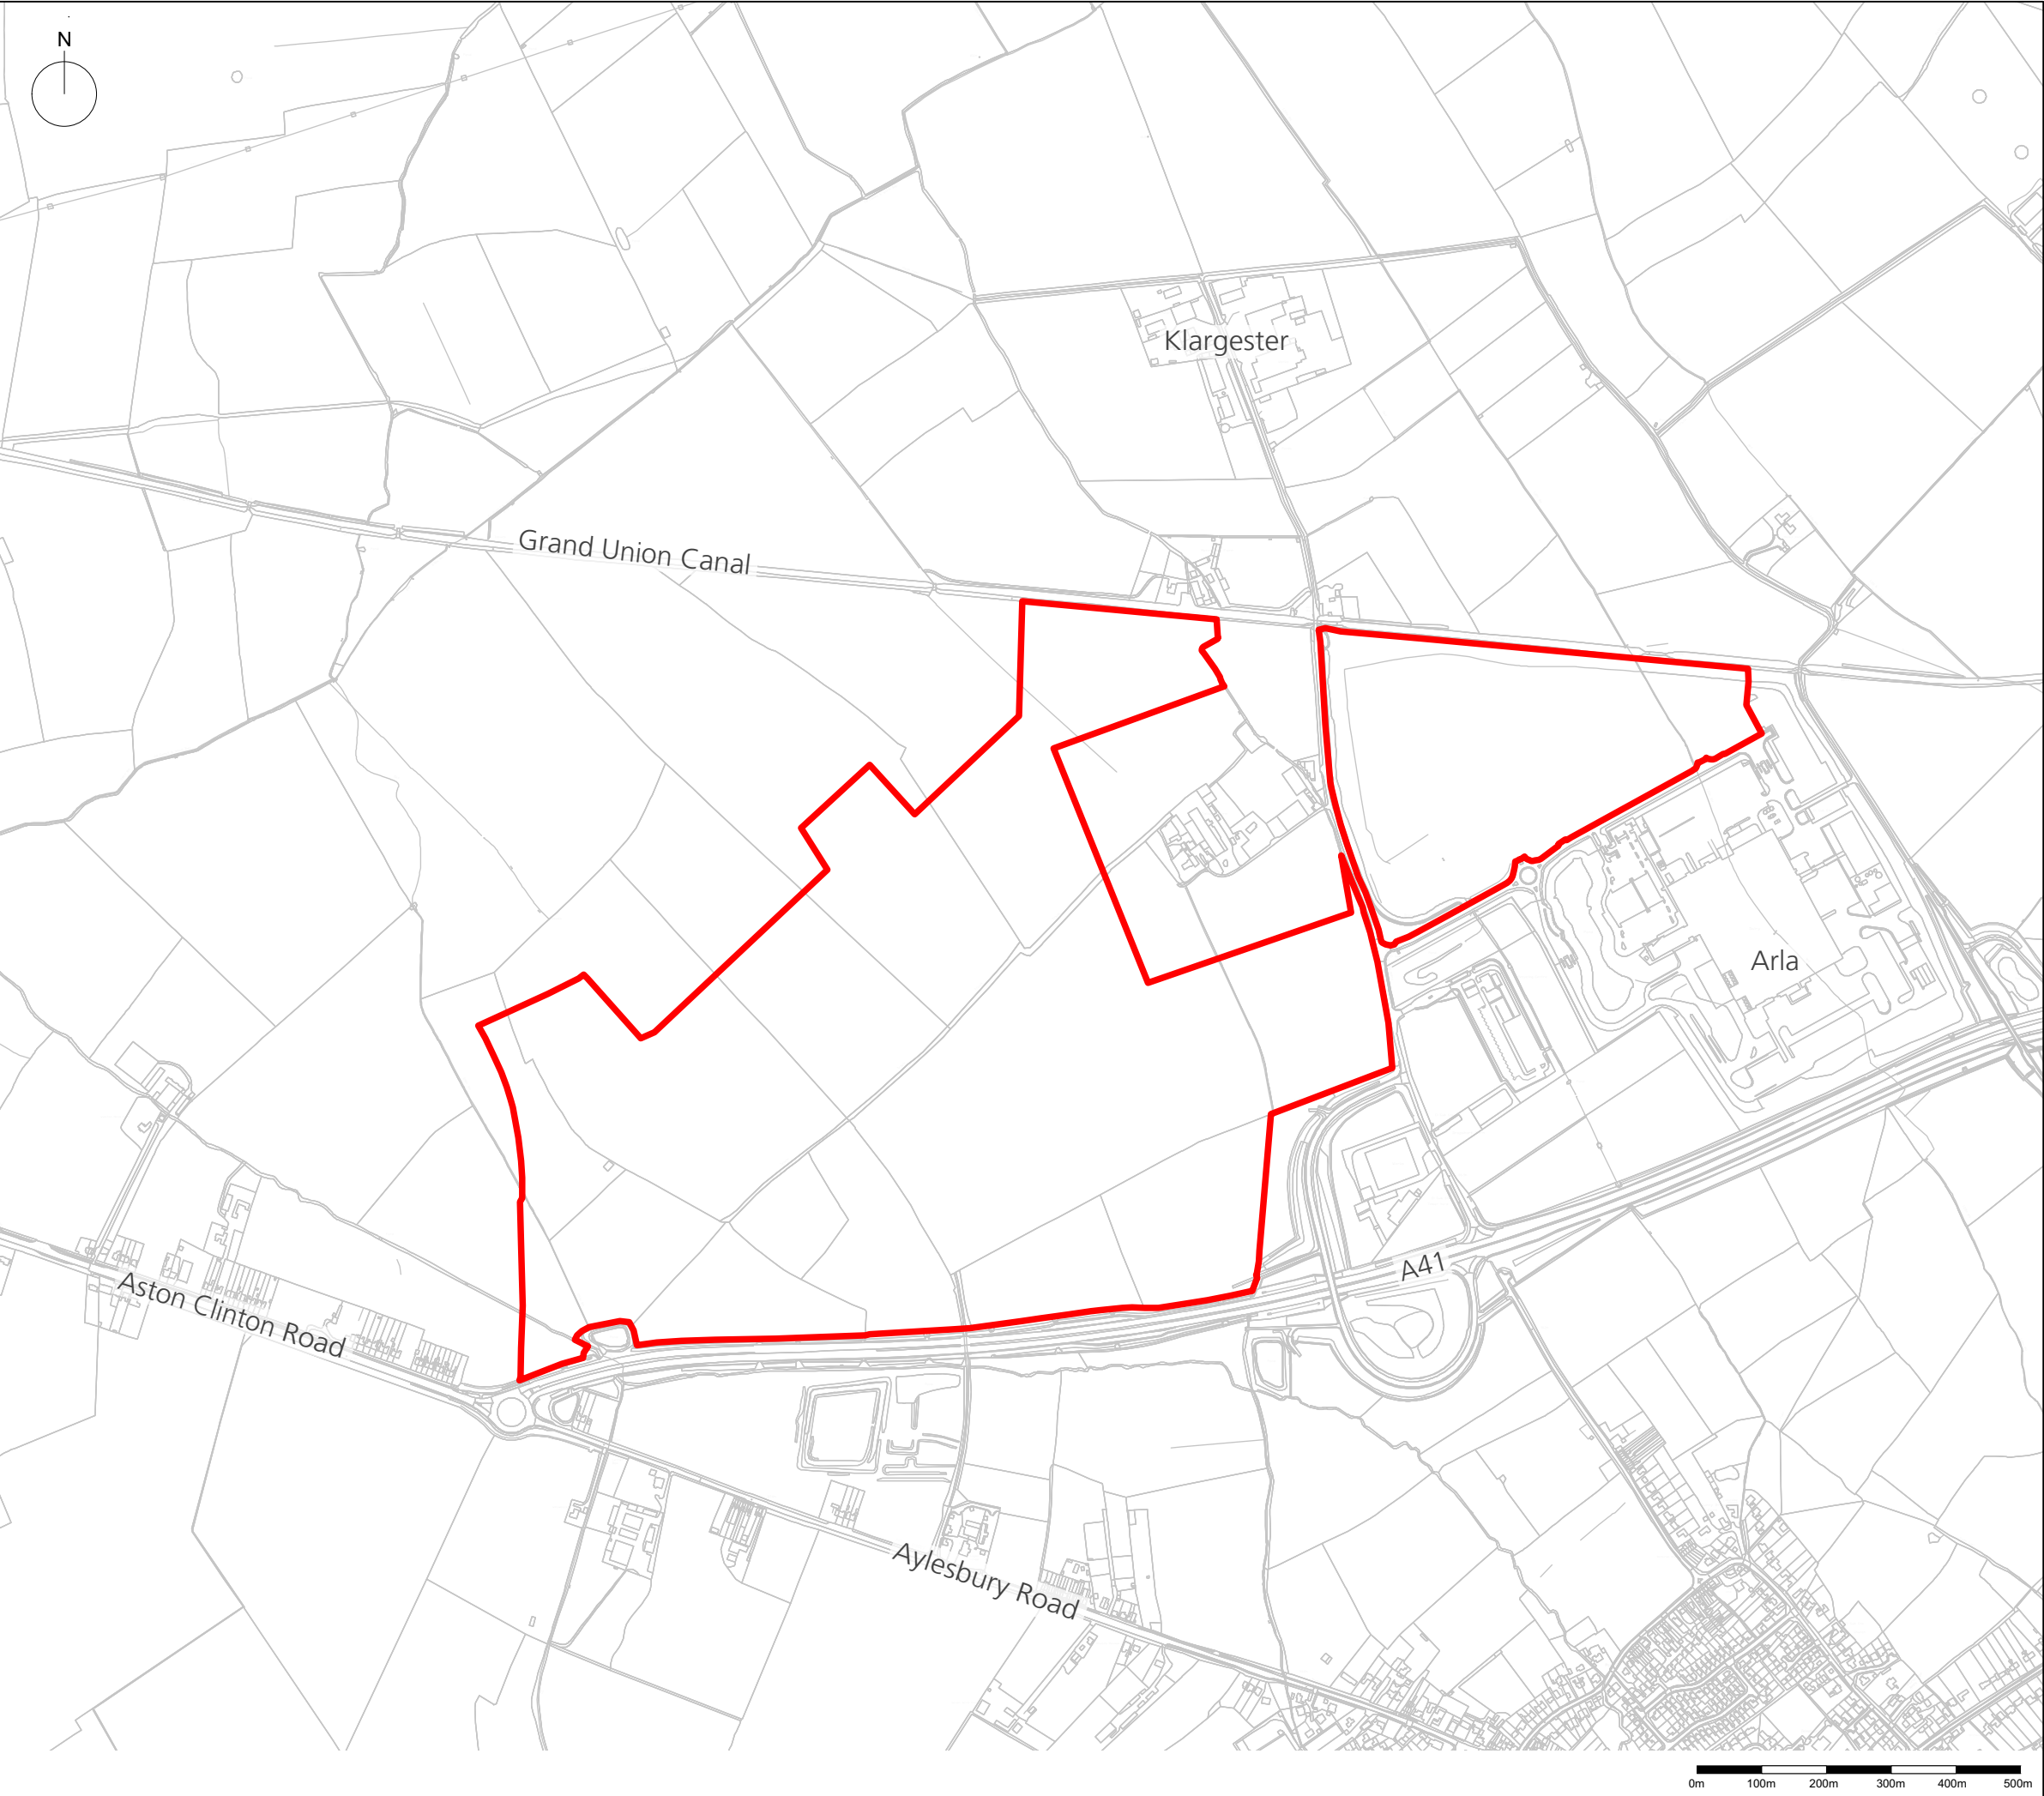 N
Klargester
Grand Union Canal
Arla
A41
Aston Clinton Road
Aylesbury Road
0m 100m 200m 300m 400m 500m